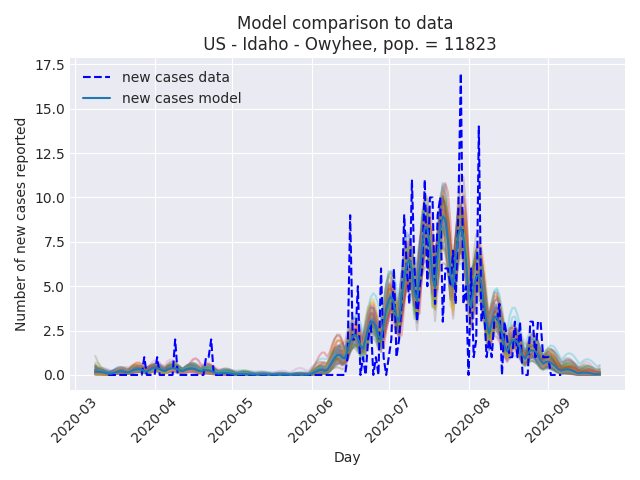 Model comparison to data
US - Idaho - Owyhee, pop. = 11823
17.5
15.0
12.5
10.0
7.5
5.0
2.5
0.0
Number of new cases reported
new cases data
new cases model
2020-03
2020-04
2020-05
2020-06
2020-07
2020-08
2020-09
Day